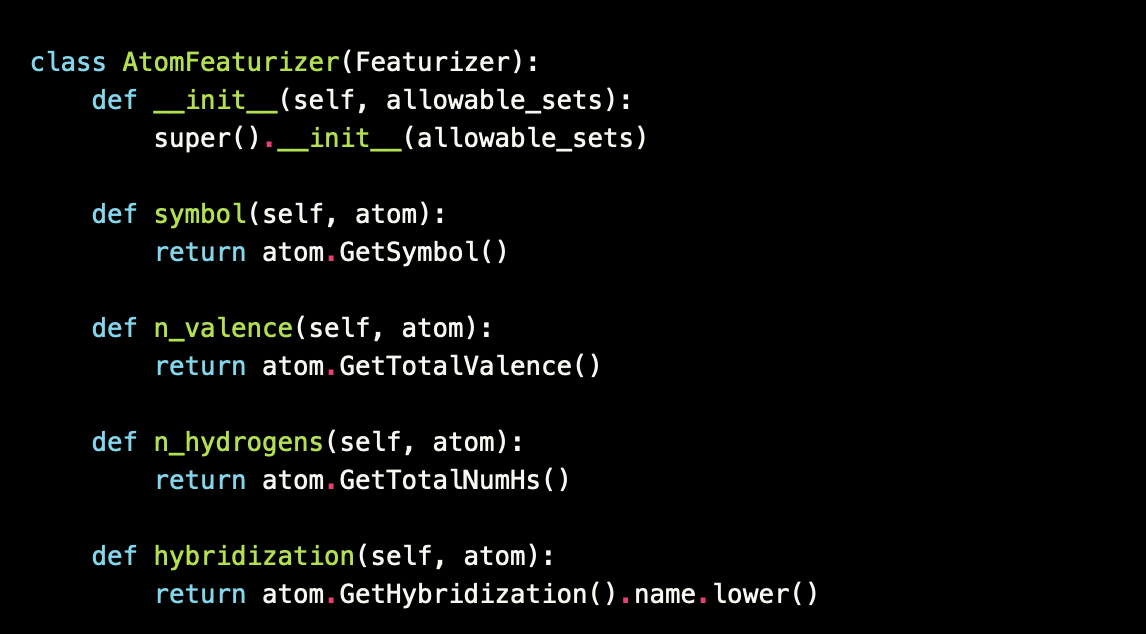 class AtomFeaturizer(Featurizer):
    def __init__(self, allowable_sets):
        super().__init__(allowable_sets)

    def symbol(self, atom):
        return atom.GetSymbol()

    def n_valence(self, atom):
        return atom.GetTotalValence()

    def n_hydrogens(self, atom):
        return atom.GetTotalNumHs()

    def hybridization(self, atom):
        return atom.GetHybridization().name.lower()